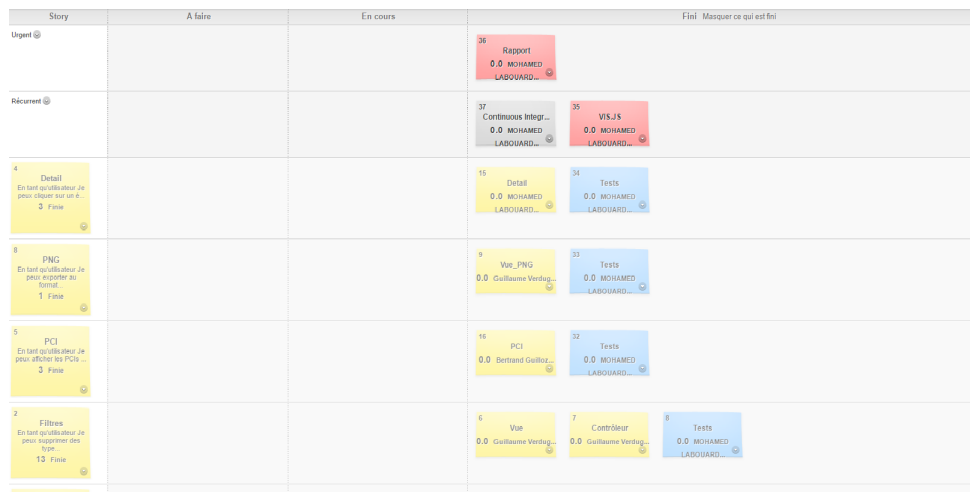 Story
A faire
En cours
Fini Masquer ce qui est fini
Urgent
36
Rapport
0.0 MOHAMED
LABOUARD...
Récurrent
37
Continuous Integr...
0.0 MOHAMED
LABOUARD...
35
VISJS
0.0 MOHAMED
LABOUARD...
4
Detail
En tant qu'utilisateur Je
peux cliquer sur un é...
3 Finie
15
Detail
0.0 MOHAMED
LABOUARD...
34
Tests
0.0 MOHAMED
LABOUARD...
8
PNG
En tant qu'utilisateur Je
peux exporter au
format...
1 Finie
9
Vue_PNG
0.0 Guillaume Verdug...
33
Tests
0.0 MOHAMED
LABOUARD...
5
PCI
En tant qu'utilisateur Je
peux afficher les PCIs ...
3 Finie
16
PCI
0.0 Bertrand Guilloz...
32
Tests
0.0 MOHAMED
LABOUARD...
2
Filtres
En tant qu'utilisateur Je
peux supprimer des
type...
13 Finie
6
Vue
0.0 Guillaume Verdug...
7
Contrôleur
0.0 Guillaume Verdug...
8
Tests
0.0 MOHAMED
LABOUARD...